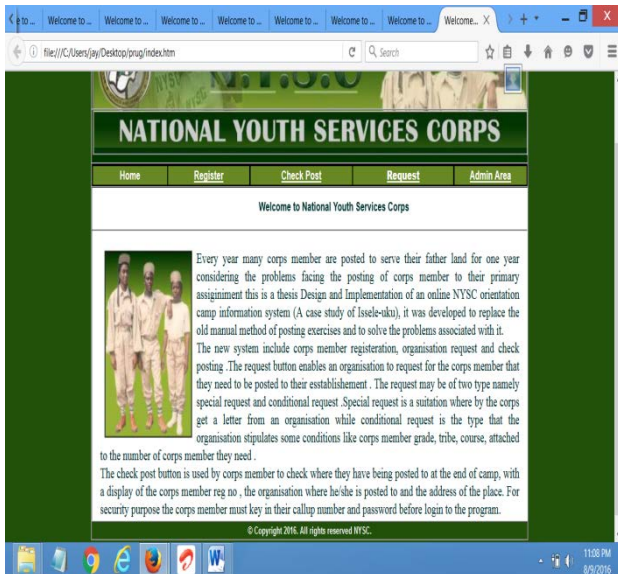 e to ... Welcome to ... Welcome to ... Welcome to ... Welcome to ... Welcome to ... Welcome to ... Welcome to ... Welcome...
file:///C:/Users/jay/Desktop/prug/index.htm Search
NYSC
N.Y.S.C
NATIONAL YOUTH SERVICES CORPS
Home Register Check Post Request Admin Area
Welcome to National Youth Services Corps
Every year many corps member are posted to serve their father land for one year
considering the problems facing the posting of corps member to their primary
assiginiment this is a thesis Design and Implementation of an online NYSC orientation
camp information system (A case study of Issele-uku), it was developed to replace the
old manual method of posting exercises and to solve the problems associated with it.
The new system include corps member registeration, organisation request and check
posting .The request button enables an organisation to request for the corps member that
they need to be posted to their esstablishement . The request may be of two type namely
special request and conditional request .Special request is a suitation where by the corps
get a letter from an organisation while conditional request is the type that the
organisation stipulates some conditions like corps member grade, tribe, course, attached
to the number of corps member they need .
The check post button is used by corps member to check where they have being posted to at the end of camp, with
a display of the corps member reg no , the organisation where he/she is posted to and the address of the place. For
security purpose the corps member must key in their callup number and password before login to the program.
© Copyright 2016. All rights reserved NYSC.
11:08 PM
8/9/2016